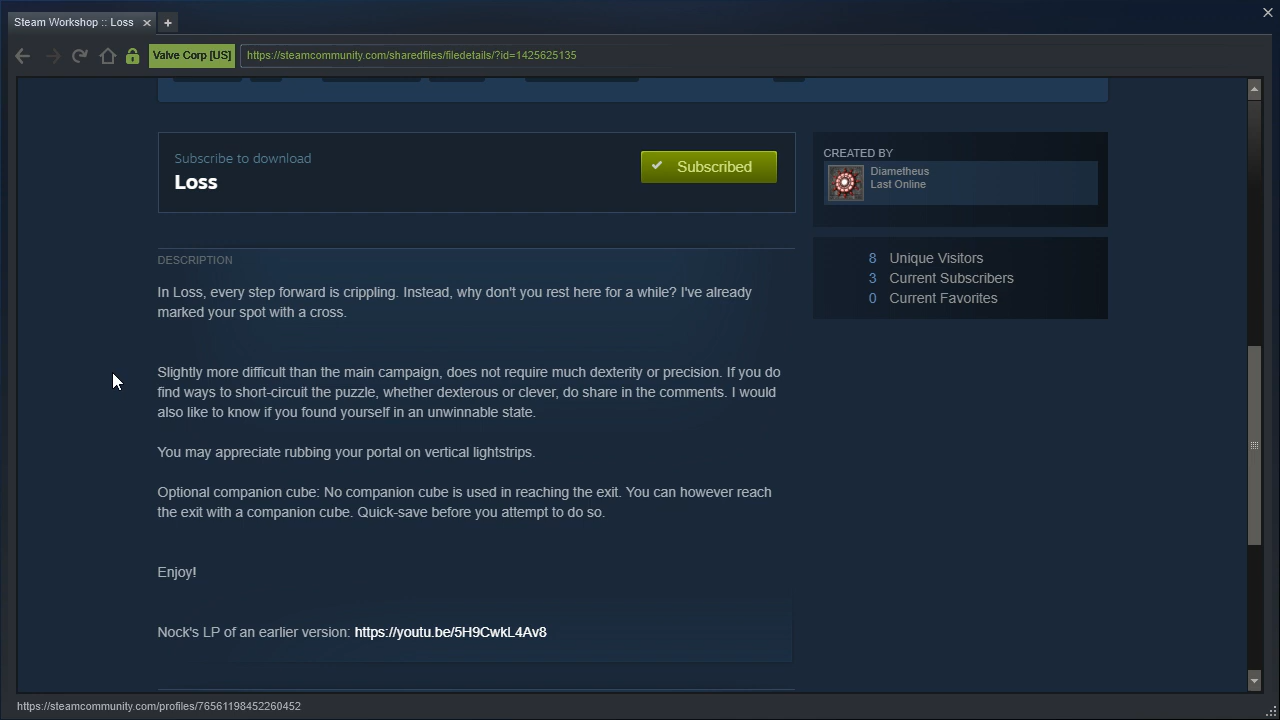 Steam Workshop :: Loss
Valve Corp [US] https://steamcommunity.com/sharedfiles/filedetails/?id=1425625135
Subscribe to download
Loss
Subscribed
CREATED BY
Diametheus
Last Online
8 Unique Visitors
3 Current Subscribers
0 Current Favorites
DESCRIPTION
In Loss, every step forward is crippling. Instead, why don't you rest here for a while? I've already
marked your spot with a cross.
Slightly more difficult than the main campaign, does not require much dexterity or precision. If you do
find ways to short-circuit the puzzle, whether dexterous or clever, do share in the comments. I would
also like to know if you found yourself in an unwinnable state.
You may appreciate rubbing your portal on vertical lightstrips.
Optional companion cube: No companion cube is used in reaching the exit. You can however reach
the exit with a companion cube. Quick-save before you attempt to do so.
Enjoy!
Nock's LP of an earlier version: https://youtu.be/5H9CwkL4Av8
https://steamcommunity.com/profiles/76561198452260452